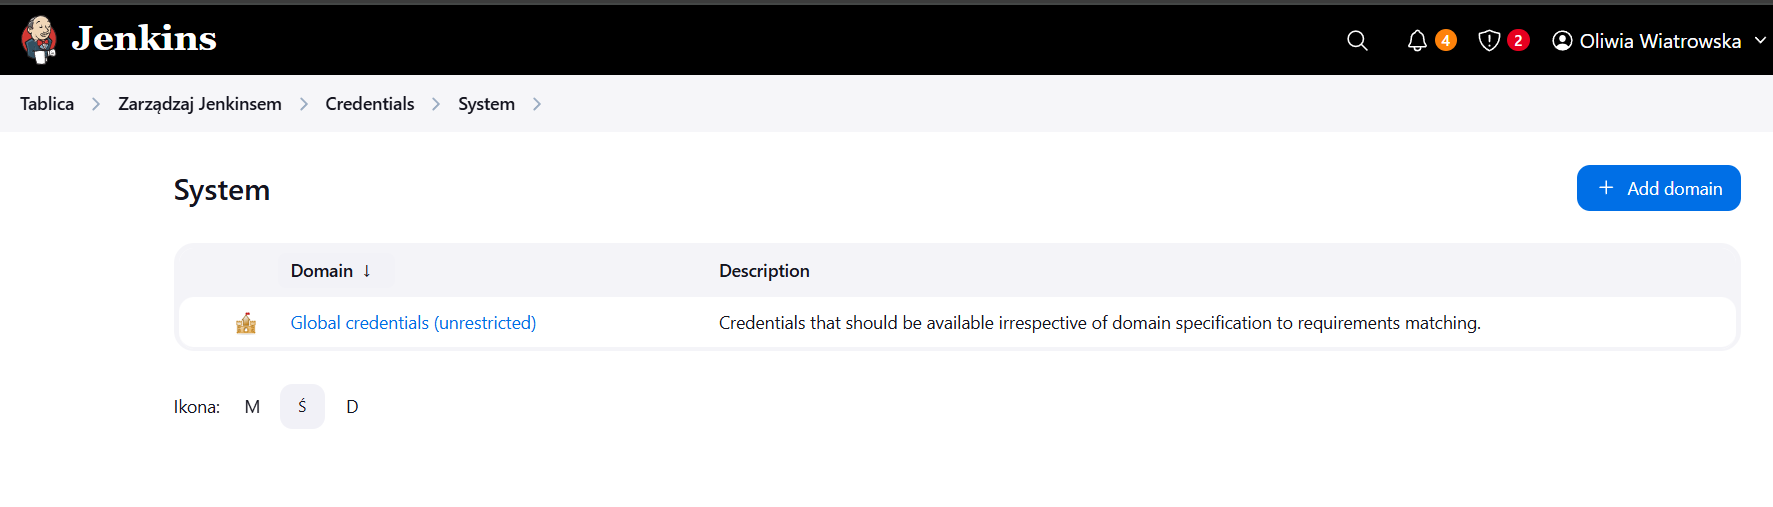 Jenkins 4 2 Oliwia Wiatrowska
Tablica Zarządzaj Jenkinsem Credentials System
System + Add domain
Domain ↓ Description
Global credentials (unrestricted) Credentials that should be available irrespective of domain specification to requirements matching.
Ikona: M Ś D